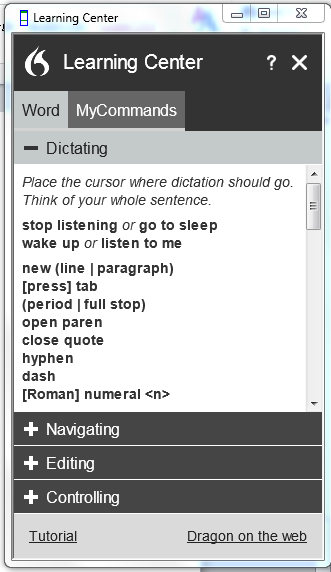 Learning Center
Learning Center
?
Word
MyCommands
Dictating
Place the cursor where dictation should go.
Think of your whole sentence.
stop listening or go to sleep
wake up or listen to me
new (line | paragraph)
[press] tab
(period | full stop)
open paren
close quote
hyphen
dash
[Roman] numeral <n>
Navigating
Editing
Controlling
Tutorial
Dragon on the web